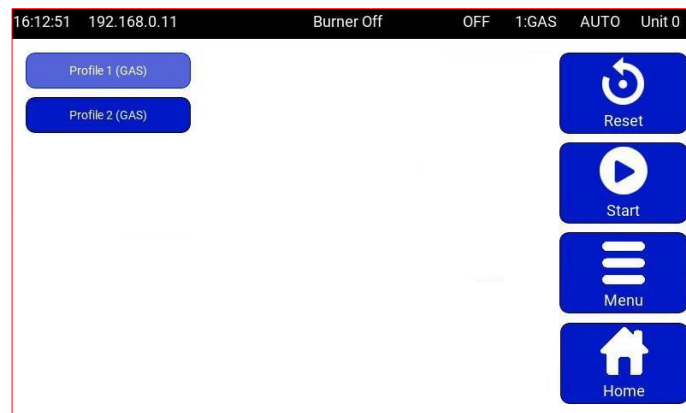 16:12:51 192.168.0.11 Burner Off OFF 1:GAS AUTO Unit 0
Profile 1 (GAS)
Profile 2 (GAS)
Reset
Start
Menu
Home